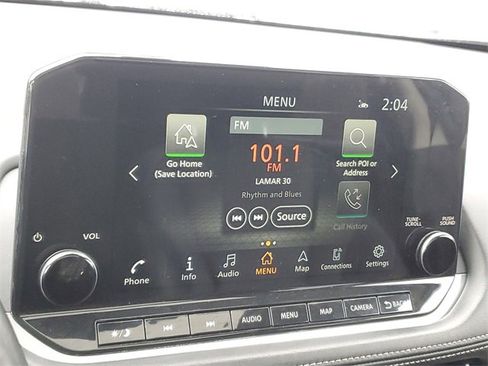 MENU
2:04
FM
Go Home
(Save Location)
101.1
FM
Search POI or
Address
LAMAR 30
Rhythm and Blues
Source
Call History
TUNE-
SCROLL
PUSH
SOUND
VOL
Phone
Info
Audio
MENU
Map
Connections
Settings
AUDIO
MENU
MAP
CAMERA
BACK